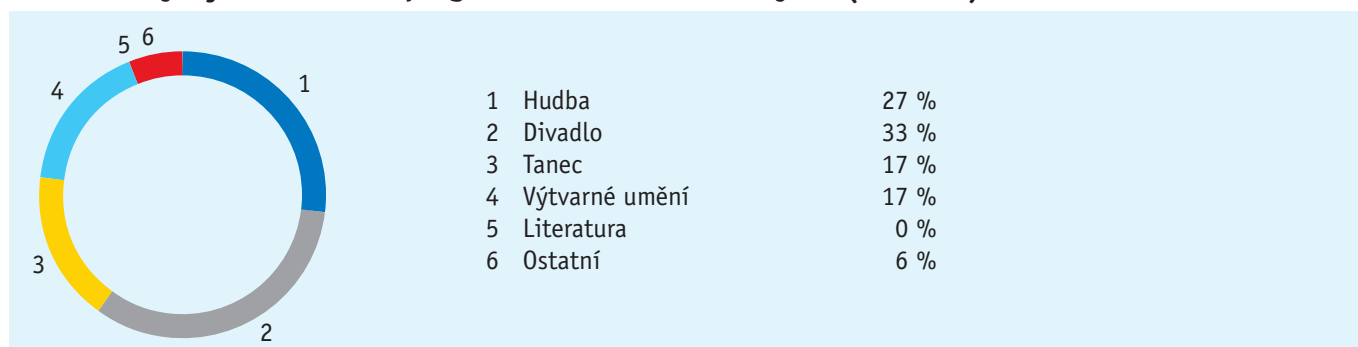 5 6
4 1
1 Hudba 27 %
2 Divadlo 33 %
3 Tanec 17 %
4 Výtvarné umění 17 %
5 Literatura 0 %
6 Ostatní 6 %
3
2